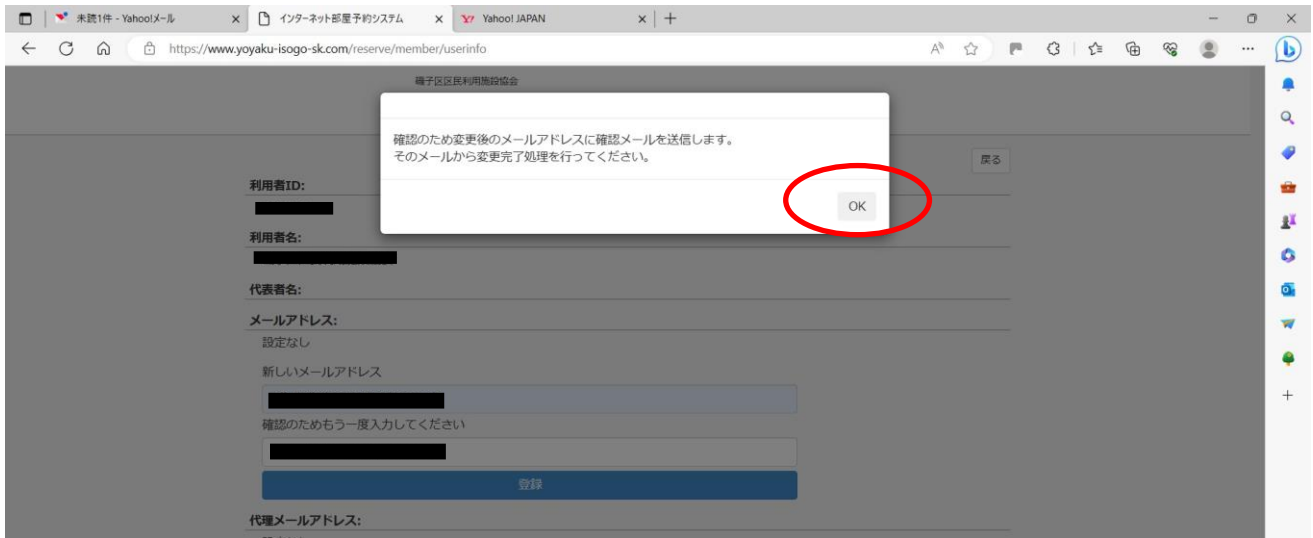 未読1件 - Yahoo!メール
インターネット部屋予約システム
Yahoo! JAPAN
https://www.yoyaku-isogo-sk.com/reserve/member/userinfo
磯子区区民利用施設協会
確認のため変更後のメールアドレスに確認メールを送信します。
そのメールから変更完了処理を行ってください。
戻る
OK
利用者ID:
利用者名:
代表者名:
メールアドレス:
設定なし
新しいメールアドレス
確認のためもう一度入力してください
登録
代理メールアドレス: